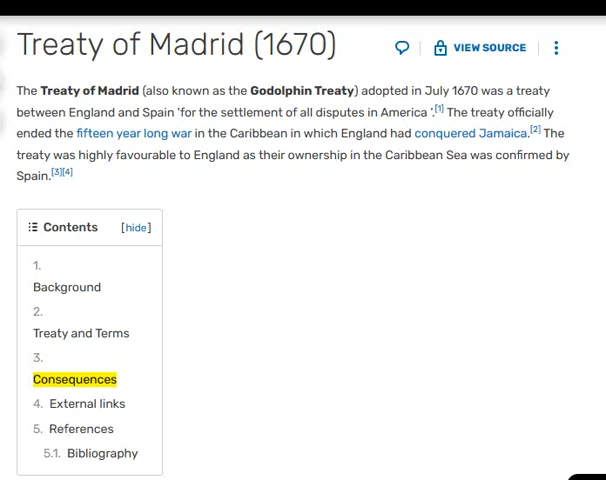 Treaty of Madrid (1670)
VIEW SOURCE
The Treaty of Madrid (also known as the Godolphin Treaty) adopted in July 1670 was a treaty
between England and Spain 'for the settlement of all disputes in America '.[1] The treaty officially
ended the fifteen year long war in the Caribbean in which England had conquered Jamaica.[2] The
treaty was highly favourable to England as their ownership in the Caribbean Sea was confirmed by
Spain.[3][4]
Contents [hide]
1.
Background
2.
Treaty and Terms
3.
Consequences
4. External links
5. References
5.1. Bibliography